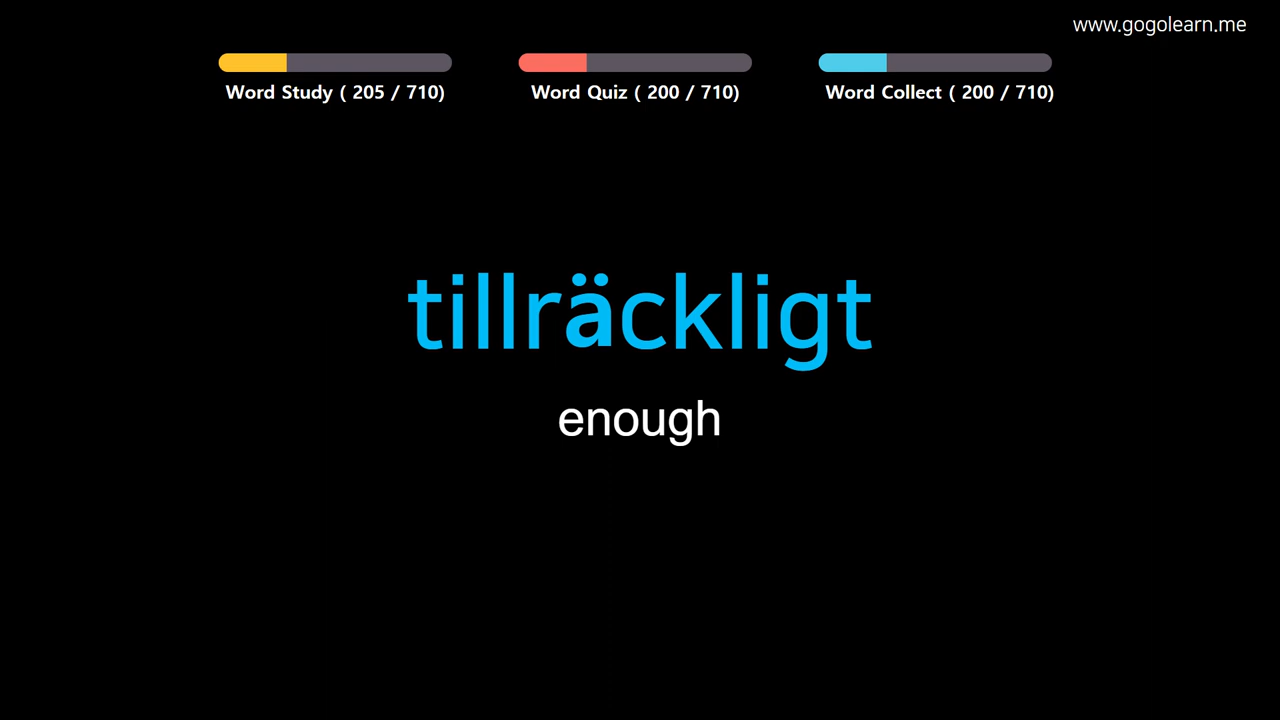 www.gogolearn.me
Word Study ( 205 / 710)
Word Quiz ( 200 / 710)
Word Collect ( 200 / 710)
tillräckligt
enough